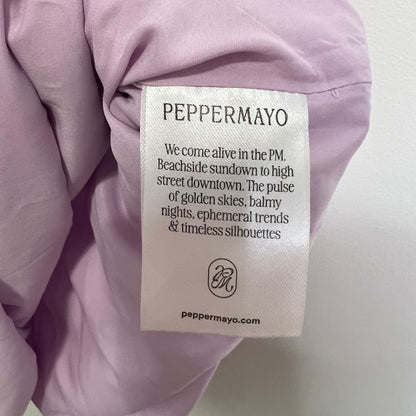 PEPPERMAYO
We come alive in the PM.
Beachside sundown to high
street downtown. The pulse
of golden skies, balmy
nights, ephemeral trends
& timeless silhouettes
PM
peppermayo.com